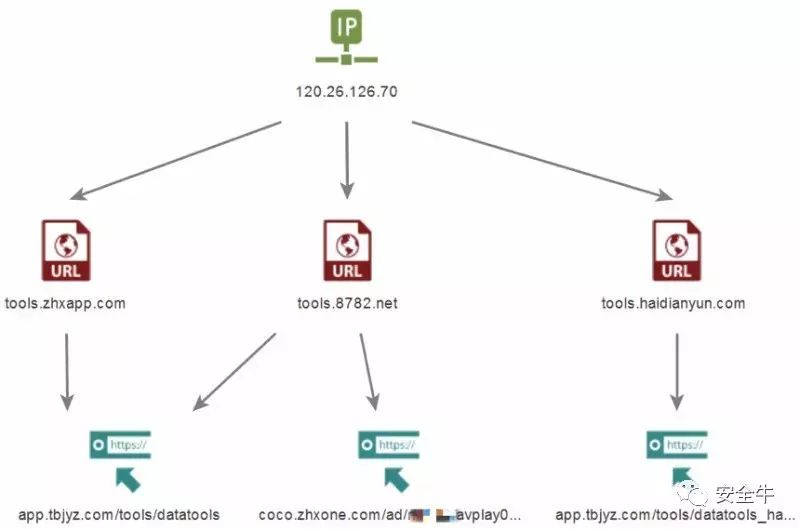 IP
120.26.126.70
URL
URL
URL
tools.zhxapp.com
tools.8782.net
tools.haidianyun.com
https://
https://
https://
app.tbjyz.com/tools/datatools
coco.zhxone.com/ad/ avplay0...
app.tbjyz.com/tools/datatools_ha...
安全牛